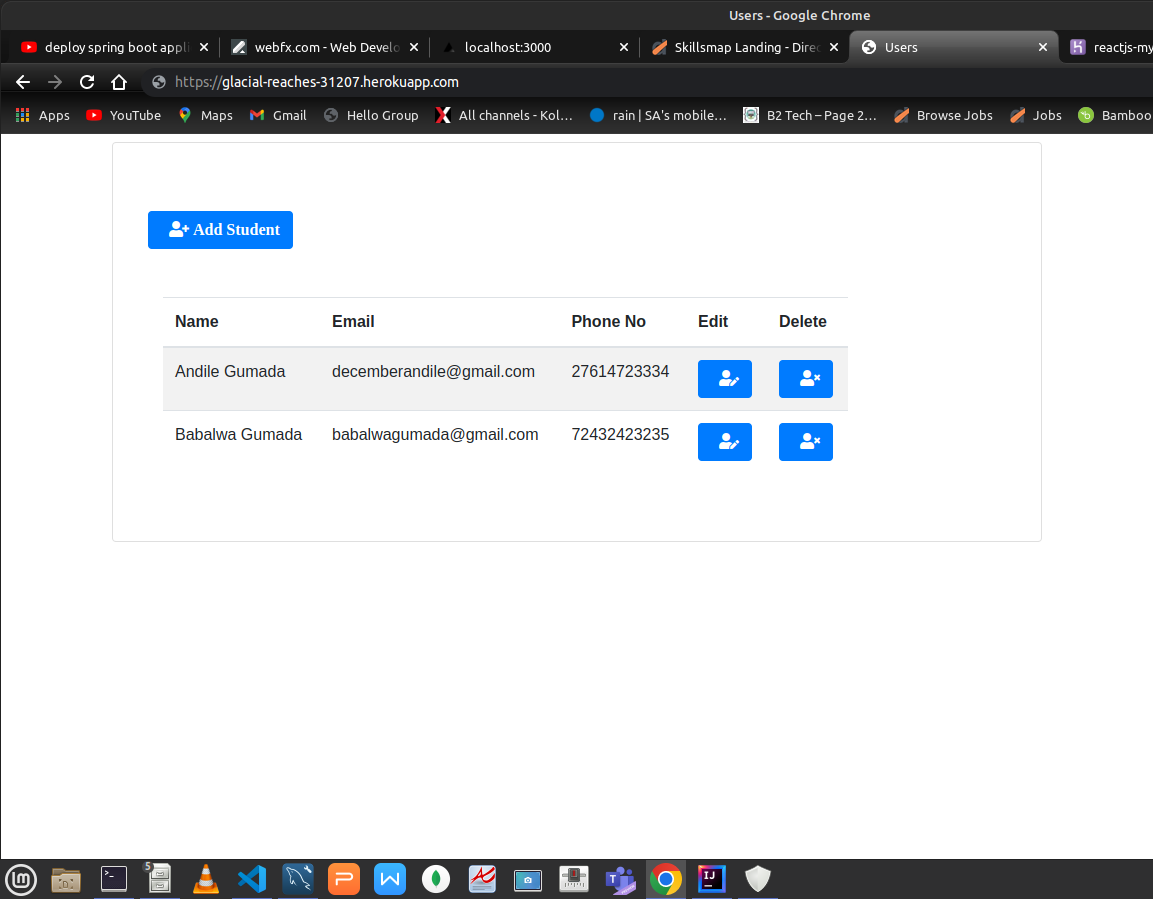 Users - Google Chrome
deploy spring boot appli
webfx.com - Web Develo
localhost:3000
Skillsmap Landing - Direc
Users
reactjs-my
https://glacial-reaches-31207.herokuapp.com
Apps YouTube Maps Gmail Hello Group All channels - Kol... rain | SA's mobile... B2 Tech – Page 2... Browse Jobs Jobs Bamboo
Add Student
Name Email Phone No Edit Delete
Andile Gumada decemberandile@gmail.com 27614723334
Babalwa Gumada babalwagumada@gmail.com 72432423235
5